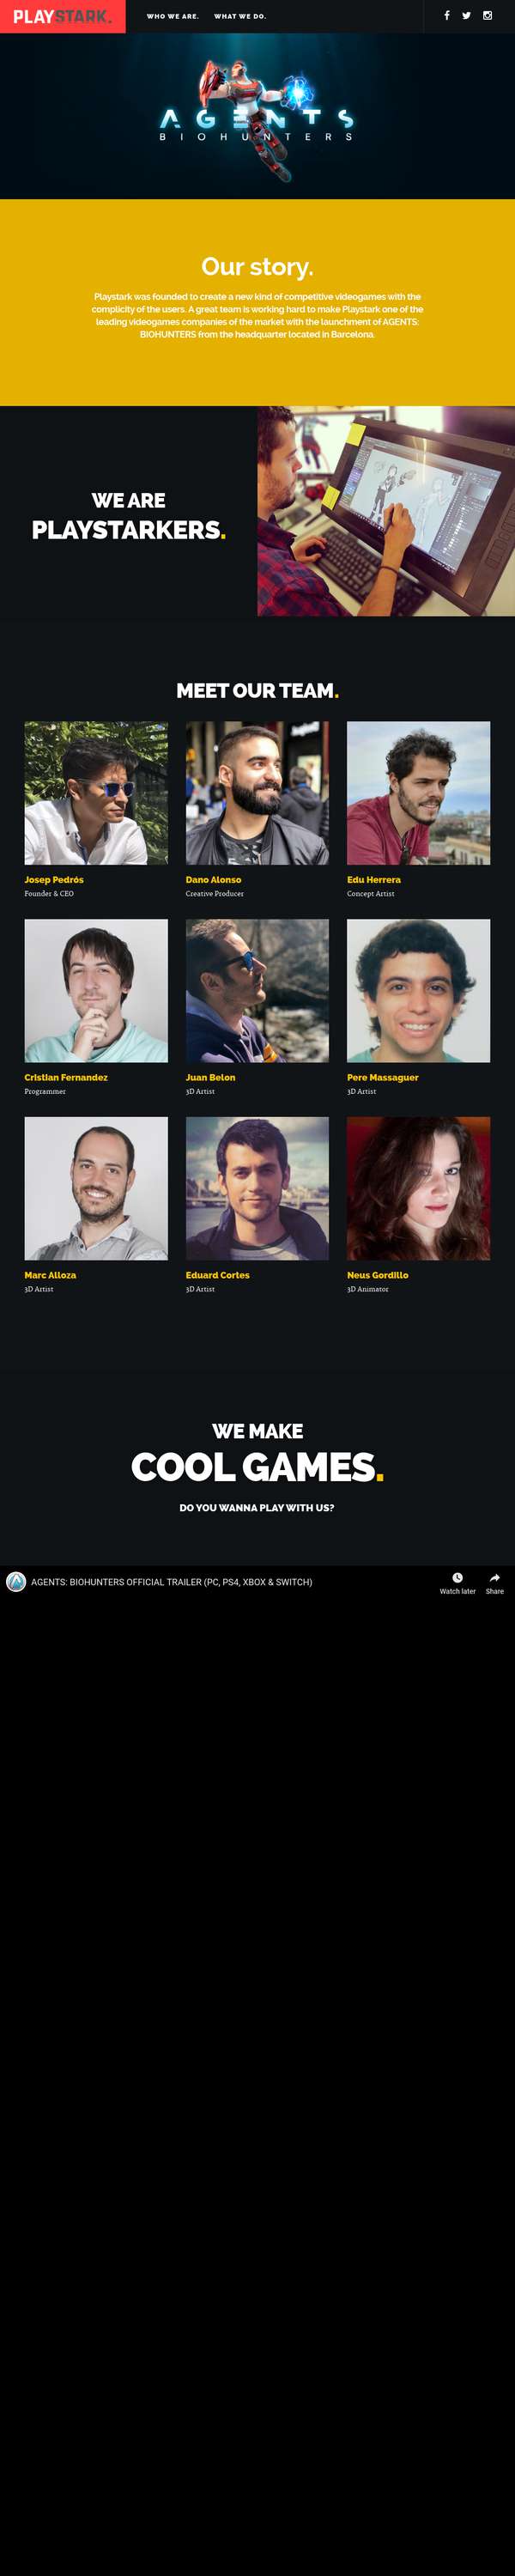 PLAYSTARK.
WHO WE ARE. WHAT WE DO.
AGENTS
BIOHUNTERS
Our story.
Playstark was founded to create a new kind of competitive videogames with the
complicity of the users. A great team is working hard to make Playstark one of the
leading videogames companies of the market with the launchment of AGENTS:
BIOHUNTERS from the headquarter located in Barcelona.
WE ARE
PLAYSTARKERS.
MEET OUR TEAM.
Josep Pedrós
Founder & CEO
Dano Alonso
Creative Producer
Edu Herrera
Concept Artist
Cristian Fernandez
Programmer
Juan Belon
3D Artist
Pere Massaguer
3D Artist
Marc Alloza
3D Artist
Eduard Cortes
3D Artist
Neus Gordillo
3D Animator
WE MAKE
COOL GAMES.
DO YOU WANNA PLAY WITH US?
AGENTS: BIOHUNTERS OFFICIAL TRAILER (PC, PS4, XBOX & SWITCH)
Watch later
Share